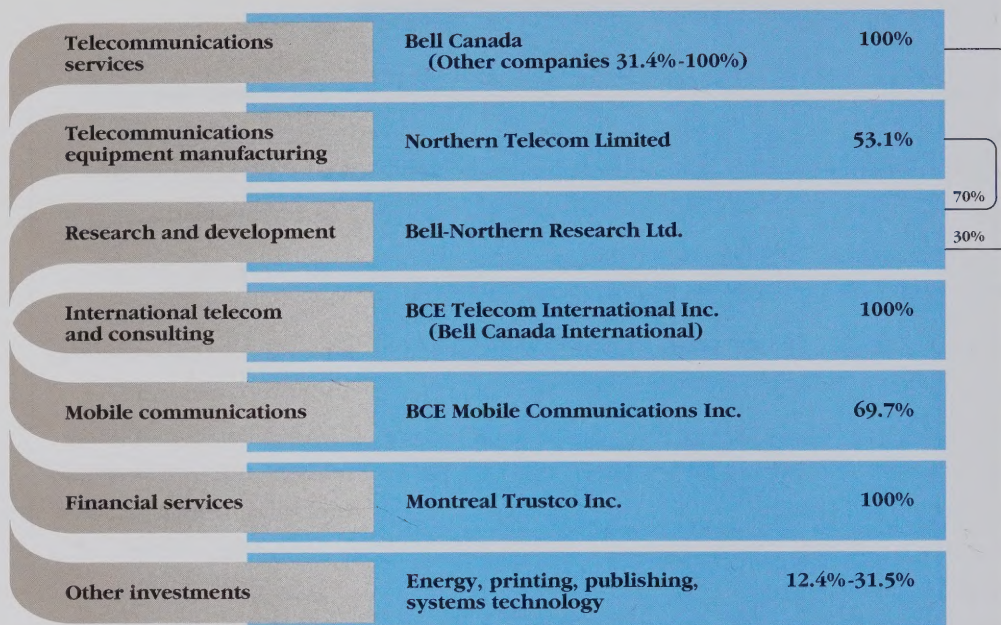 Telecommunications services
Bell Canada 100%
(Other companies 31.4%-100%)
Telecommunications equipment manufacturing
Northern Telecom Limited 53.1%
70%
Research and development
Bell-Northern Research Ltd.
30%
International telecom and consulting
BCE Telecom International Inc. 100%
(Bell Canada International)
Mobile communications
BCE Mobile Communications Inc. 69.7%
Financial services
Montreal Trustco Inc. 100%
Other investments
Energy, printing, publishing, 12.4%-31.5%
systems technology